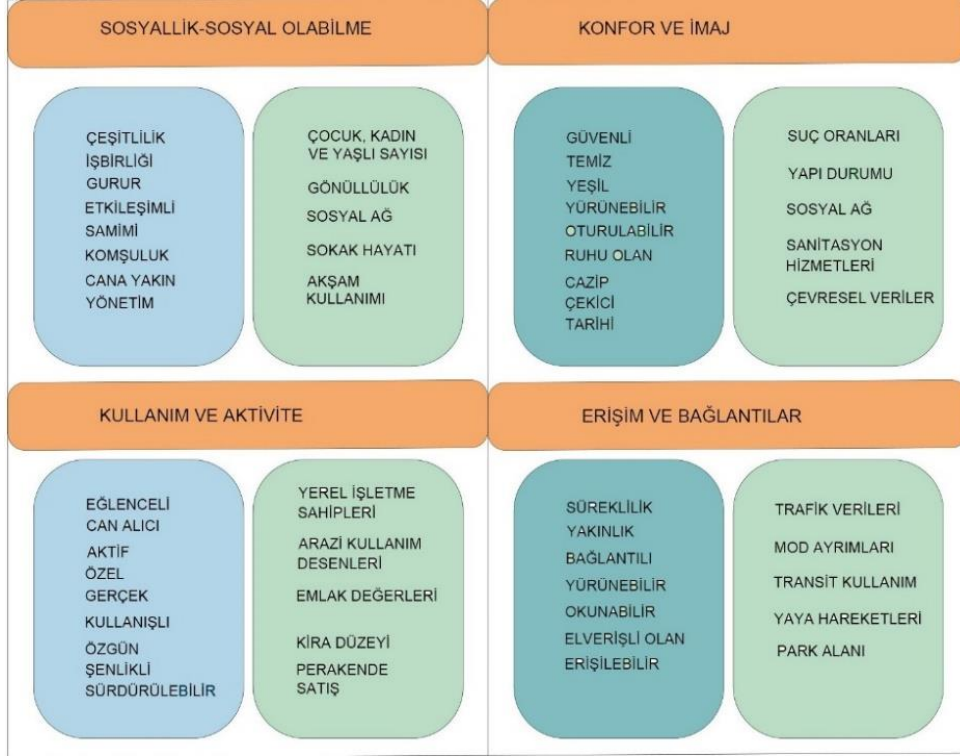 SOSYALLİK-SOSYAL OLABİLME
ÇEŞİTLİLİK
İŞBİRLİĞİ
GURUR
ETKİLEŞİMLİ
SAMİMİ
KOMŞULUK
CANA YAKIN
YÖNETİM
ÇOCUK, KADIN
VE YAŞLI SAYISI
GÖNÜLLÜLÜK
SOSYAL AĞ
SOKAK HAYATI
AKŞAM
KULLANIMI
KONFOR VE İMAJ
GÜVENLİ
TEMİZ
YEŞİL
YÜRÜNEBİLİR
OTURULABİLİR
RUHU OLAN
CAZİP
ÇEKİCİ
TARİHİ
SUÇ ORANLARI
YAPI DURUMU
SOSYAL AĞ
SANİTASYON
HİZMETLERİ
ÇEVRESEL VERİLER
KULLANIM VE AKTİVİTE
EĞLENCELİ
CAN ALICI
AKTİF
ÖZEL
GERÇEK
KULLANIŞLI
ÖZGÜN
ŞENLİKLİ
SÜRDÜRÜLEBİLİR
YEREL İŞLETME
SAHİPLERİ
ARAZİ KULLANIM
DESENLERİ
EMLAK DEĞERLERİ
KİRA DÜZEYİ
PERAKENDE
SATIŞ
ERİŞİM VE BAĞLANTILAR
SÜREKLİLİK
YAKINLIK
BAĞLANTILI
YÜRÜNEBİLİR
OKUNABİLİR
ELVERİŞLİ OLAN
ERİŞİLEBİLİR
TRAFİK VERİLERİ
MOD AYRIMLARI
TRANSİT KULLANIM
YAYA HAREKETLERİ
PARK ALANI